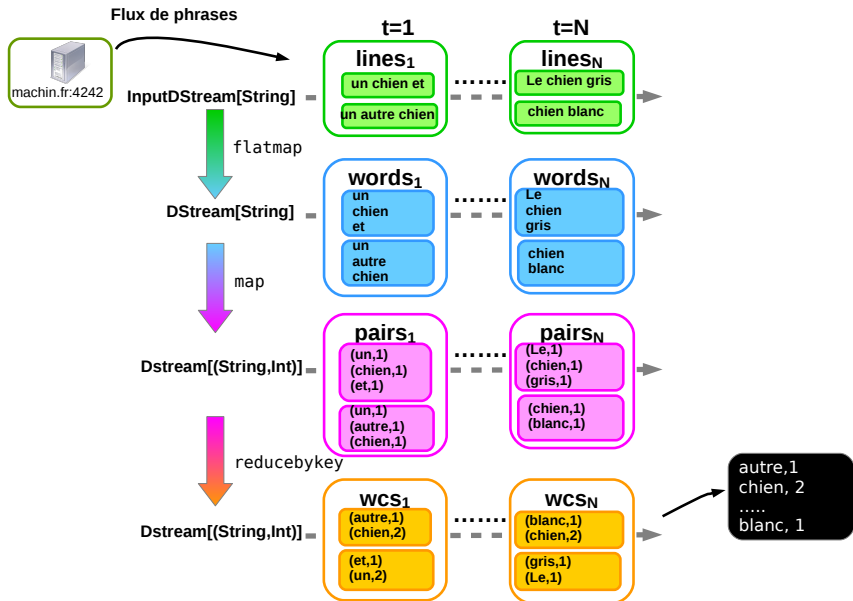 Flux de phrases
t=1
t=N
machin.fr:4242
lines1
.......
linesN
InputDStream[String]
un chien et
un autre chien
Le chien gris
chien blanc
flatmap
words1
.......
wordsN
DStream[String]
un
chien
et
un
autre
chien
Le
chien
gris
chien
blanc
map
pairs1
.......
pairsN
Dstream[(String,Int)]
(un,1)
(chien,1)
(et,1)
(un,1)
(autre,1)
(chien,1)
(Le,1)
(chien,1)
(gris,1)
(chien,1)
(blanc,1)
reducebykey
wcs1
.......
wcsN
Dstream[(String,Int)]
(autre,1)
(chien,2)
(et,1)
(un,2)
(blanc,1)
(chien,2)
(gris,1)
(Le,1)
autre,1
chien, 2
.....
blanc, 1